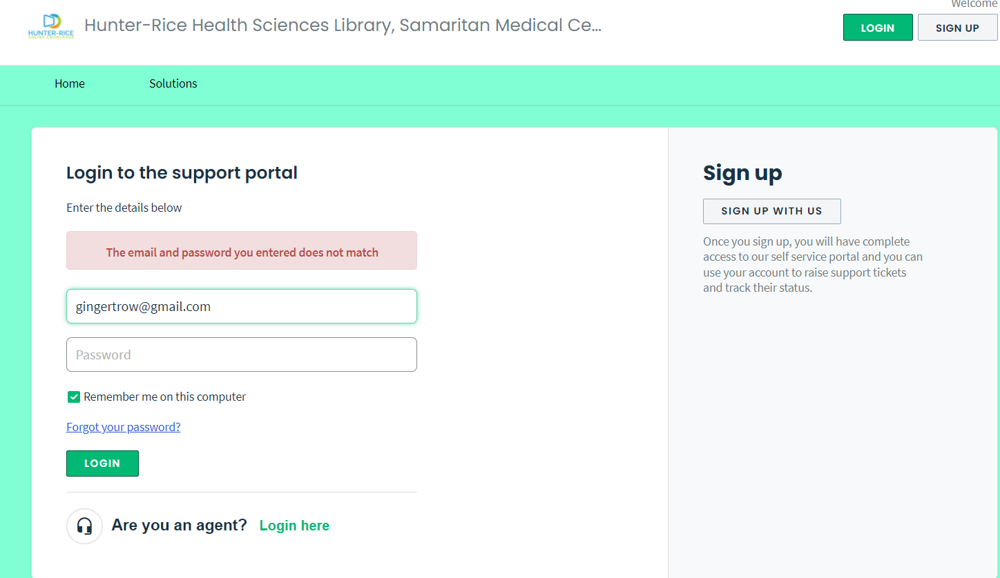 Welcome
HUNTER-RICE
ONLINE KNOWLEDGE
Hunter-Rice Health Sciences Library, Samaritan Medical Ce...
LOGIN
SIGN UP
Home
Solutions
Login to the support portal
Enter the details below
The email and password you entered does not match
gingertrow@gmail.com
Password
Remember me on this computer
Forgot your password?
LOGIN
Are you an agent? Login here
Sign up
SIGN UP WITH US
Once you sign up, you will have complete
access to our self service portal and you can
use your account to raise support tickets
and track their status.